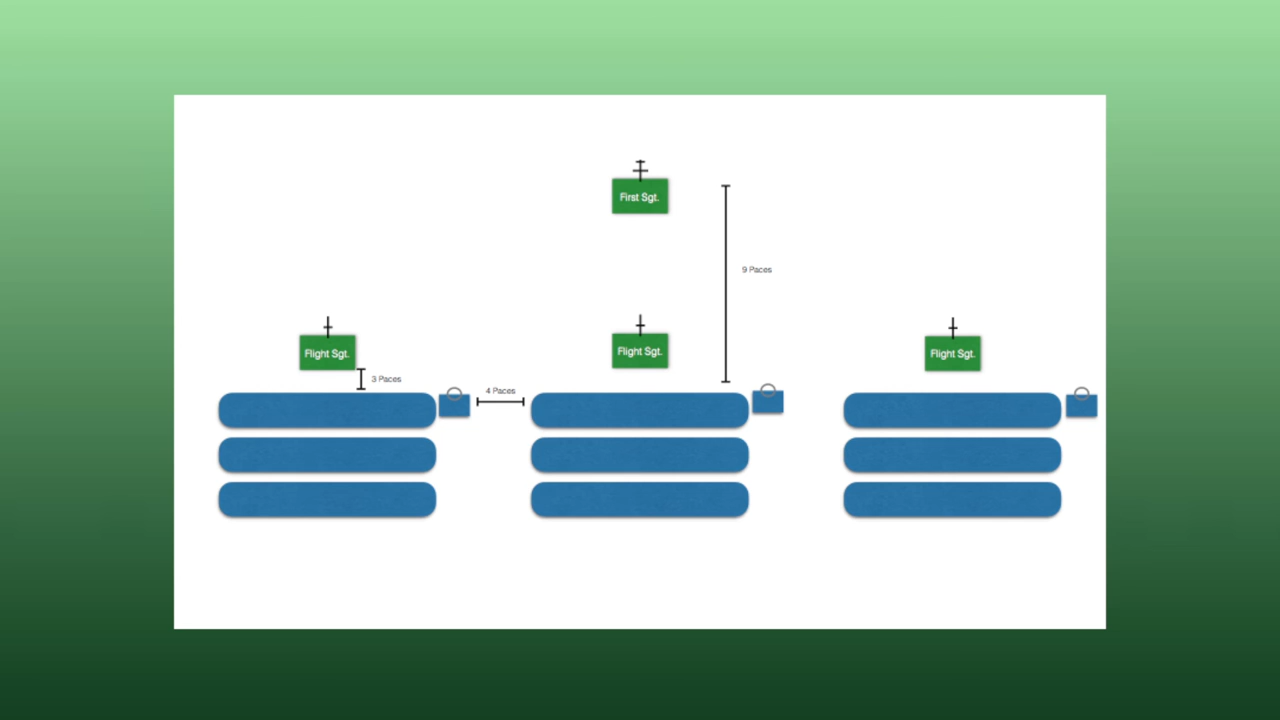 First Sgt.
9 Paces
Flight Sgt.
Flight Sgt.
Flight Sgt.
3 Paces
4 Paces